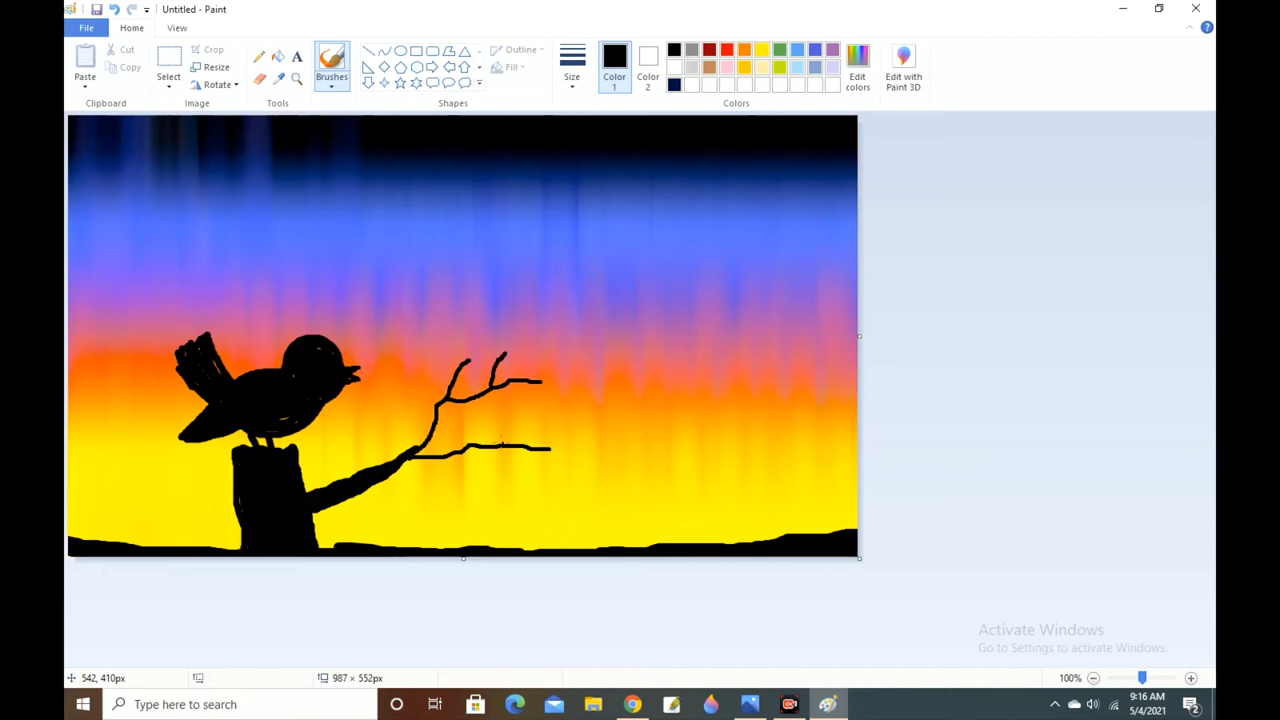 Untitled - Paint
File Home View
Paste
Cut
Copy
Clipboard
Select
Crop
Resize
Rotate
Image
A
Tools
Brushes
Outline
Fill
Shapes
Size
Color 1
Color 2
Edit colors
Colors
Edit with Paint 3D
Activate Windows
Go to Settings to activate Windows.
542, 410px
987 × 552px
100%
Type here to search
9:16 AM
5/4/2021
2